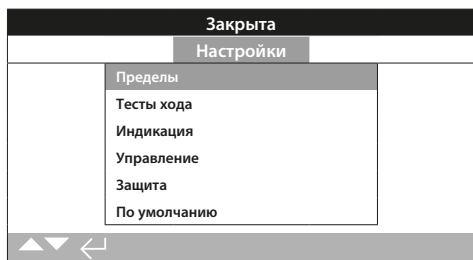 Закрыта
Настройки
Пределы
Тесты хода
Индикация
Управление
Защита
По умолчанию